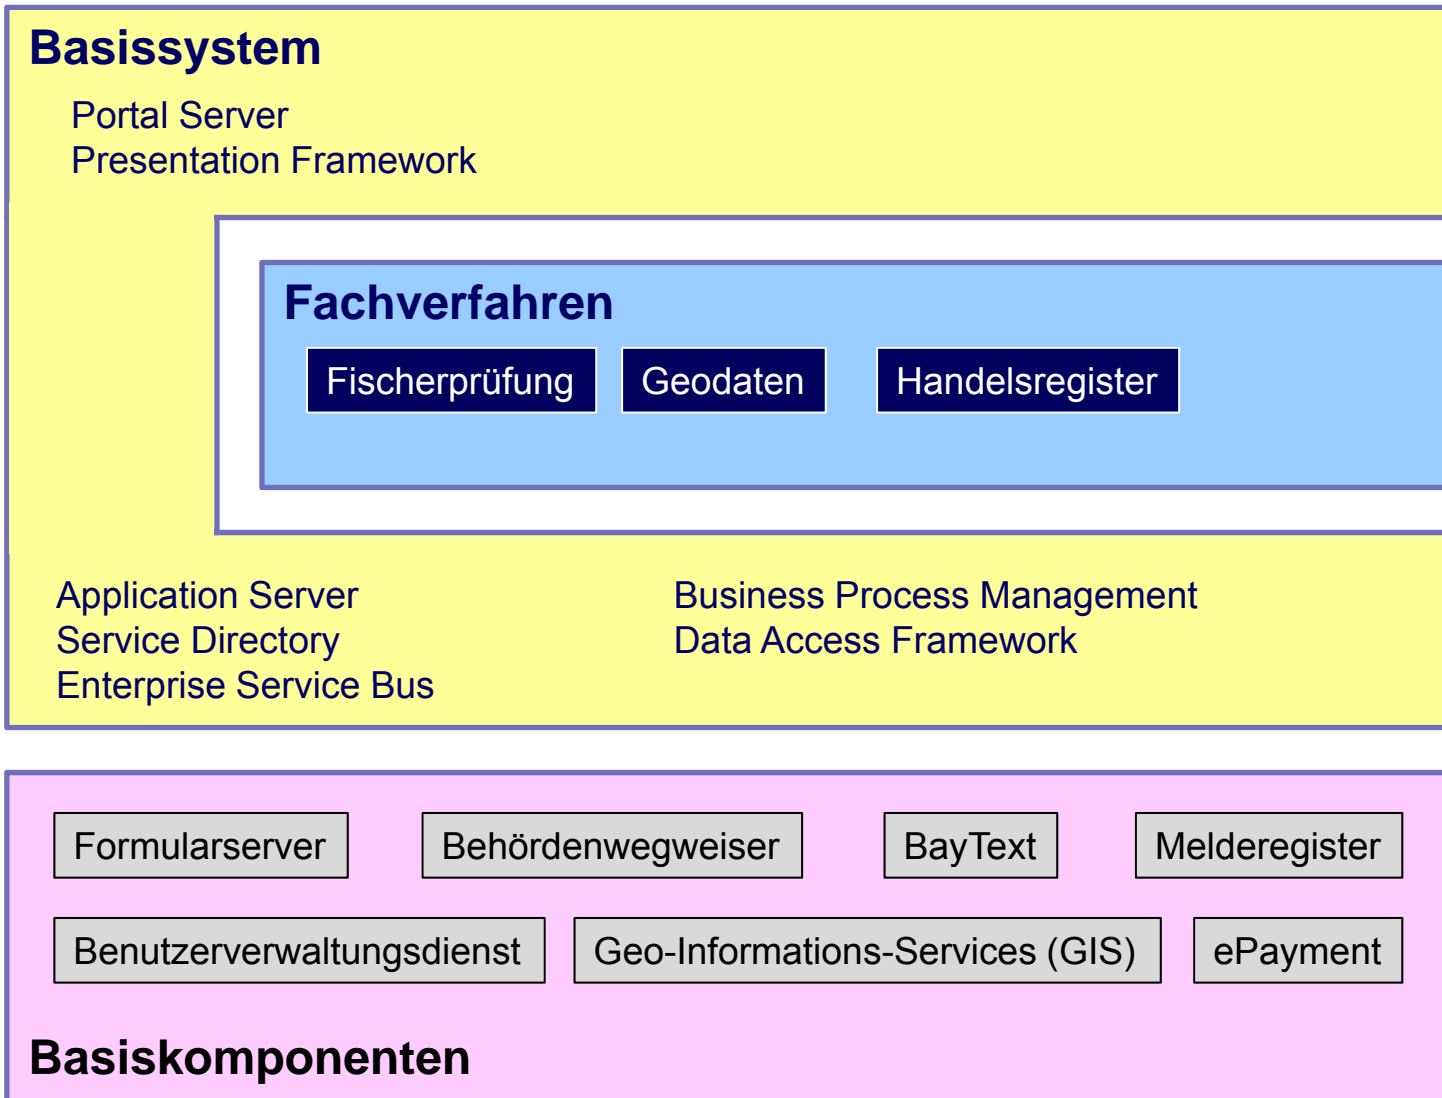 Basissystem
Portal Server
Presentation Framework
Fachverfahren
Fischerprüfung
Geodaten
Handelsregister
Application Server
Service Directory
Enterprise Service Bus
Business Process Management
Data Access Framework
Formularserver
Behördenwegweiser
BayText
Melderegister
Benutzerverwaltungsdienst
Geo-Informations-Services (GIS)
ePayment
Basiskomponenten